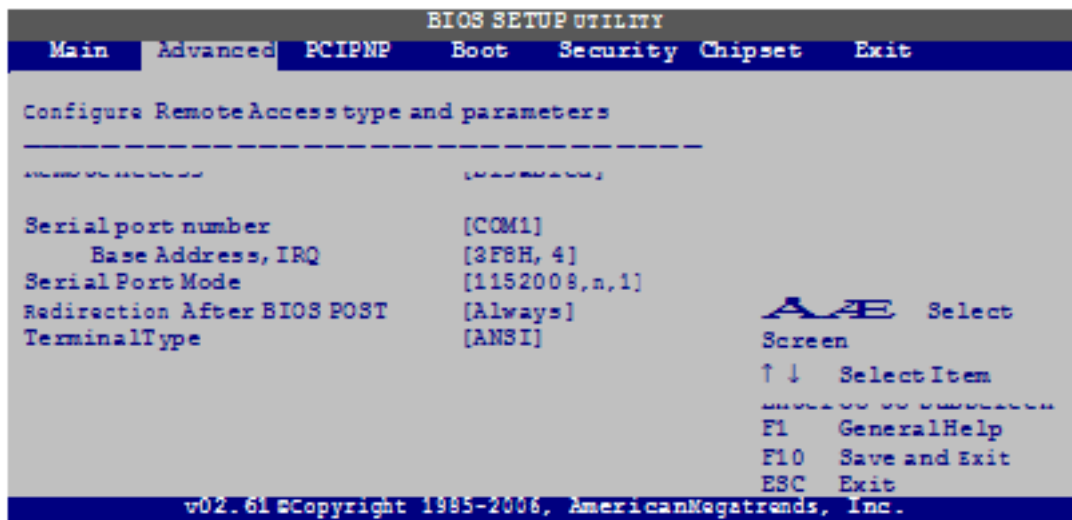 BIOS SETUP UTILITY
Main Advanced PCIPNP Boot Security Chipset Exit
Configure Remote Access type and parameters
Serial port number [COM1]
Base Address, IRQ [3F8H, 4]
Serial Port Mode [1152008,n,1]
Redirection After BIOS POST [Always]
Terminal Type [ANSI]
Select
Screen
↑ ↓ Select Item
F1 General Help
F10 Save and Exit
ESC Exit
v02.61 ©Copyright 1985-2006, American Megatrends, Inc.